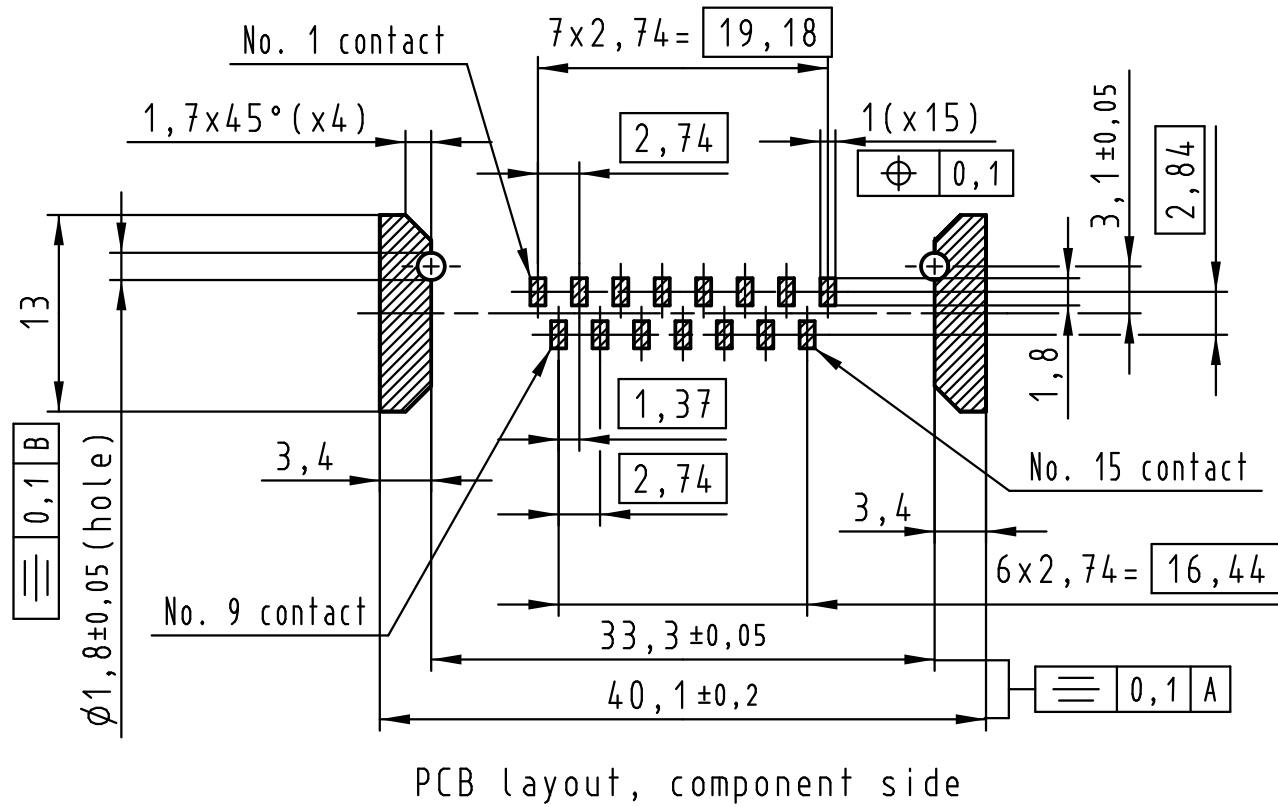 7x2,74= 19,18
No. 1 contact
1,7x45°(x4)
2,74
1(x15)
0,1
3,1±0,05
2,84
13
1,8
1,37
2,74
3,4
No. 15 contact
3,4
0,1 B
Ø1,8±0,05(hole)
6x2,74= 16,44
No. 9 contact
33,3±0,05
40,1±0,2
0,1 A
PCB layout, component side